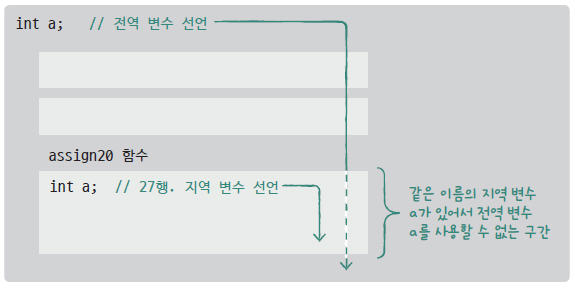 int a; // 전역 변수 선언
assign20 함수
int a; // 27행. 지역 변수 선언
같은 이름의 지역 변수
a가 있어서 전역 변수
a를 사용할 수 없는 구간